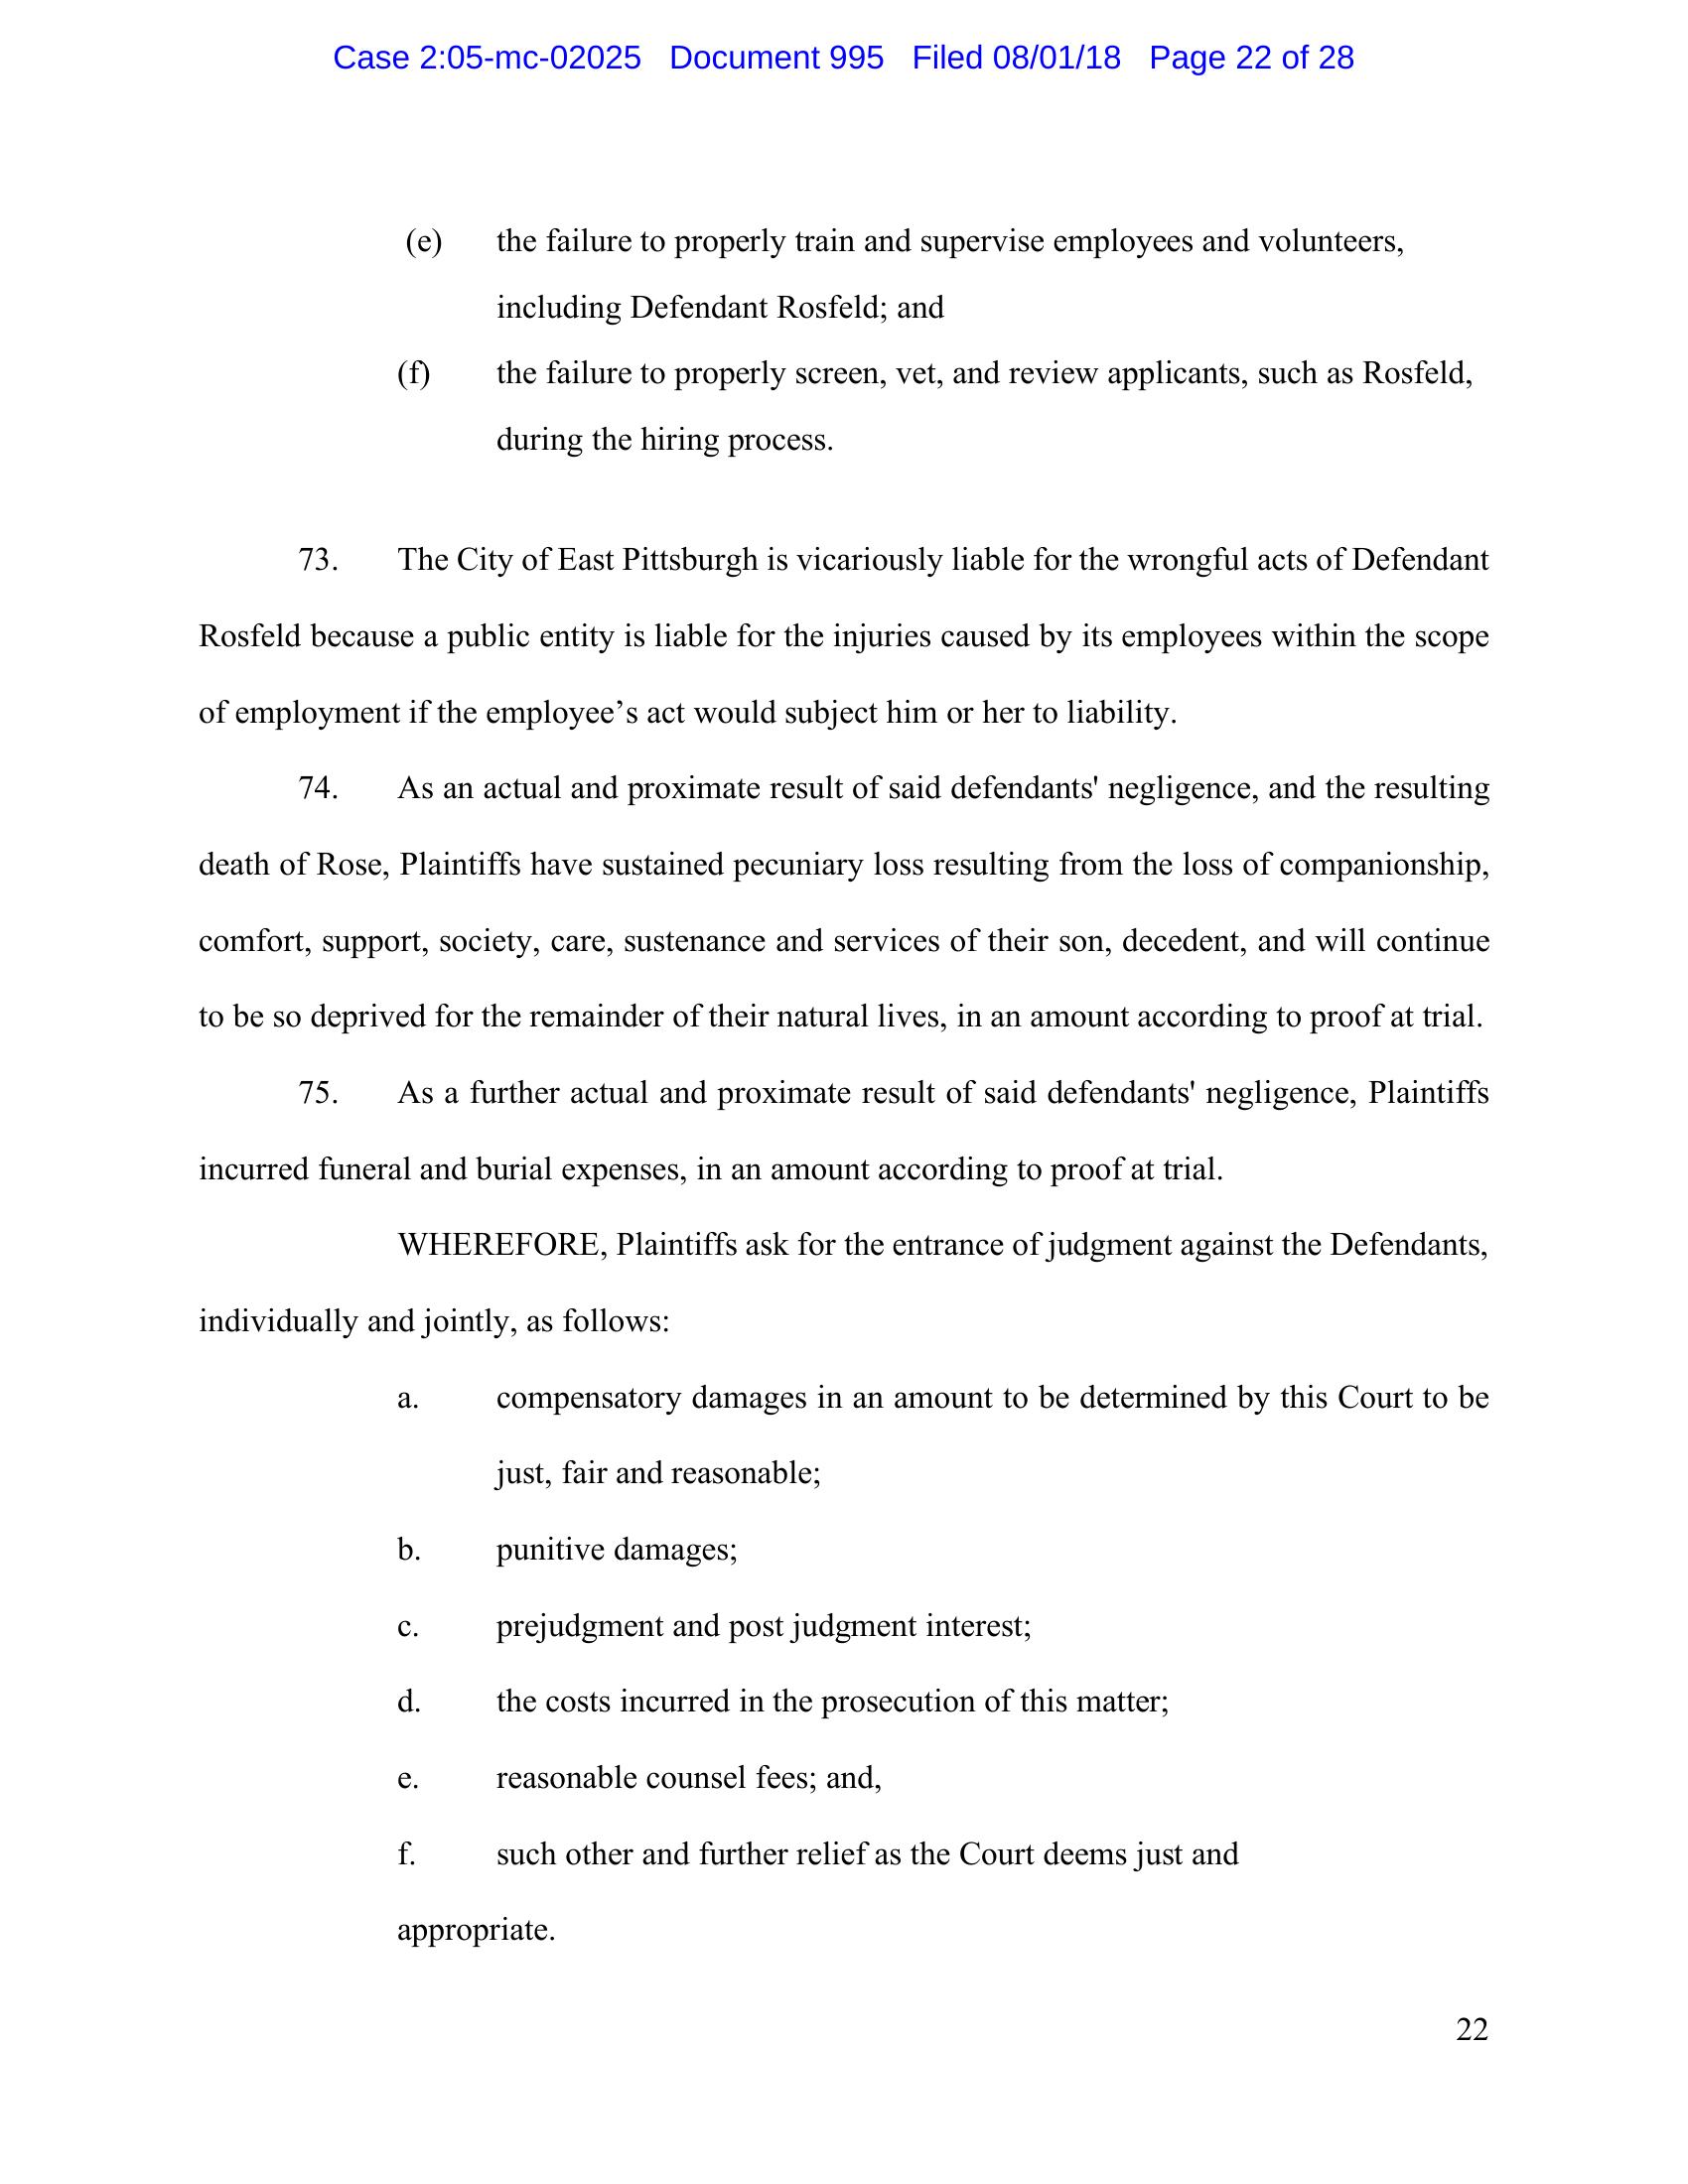 Case 2:05-mc-02025 Document 995 Filed 08/01/18 Page 22 of 28
(e) the failure to properly train and supervise employees and volunteers,
including Defendant Rosfeld; and
(f) the failure to properly screen, vet, and review applicants, such as Rosfeld,
during the hiring process.
73. The City of East Pittsburgh is vicariously liable for the wrongful acts of Defendant
Rosfeld because a public entity is liable for the injuries caused by its employees within the scope
of employment if the employee’s act would subject him or her to liability.
74. As an actual and proximate result of said defendants' negligence, and the resulting
death of Rose, Plaintiffs have sustained pecuniary loss resulting from the loss of companionship,
comfort, support, society, care, sustenance and services of their son, decedent, and will continue
to be so deprived for the remainder of their natural lives, in an amount according to proof at trial.
75. As a further actual and proximate result of said defendants' negligence, Plaintiffs
incurred funeral and burial expenses, in an amount according to proof at trial.
WHEREFORE, Plaintiffs ask for the entrance of judgment against the Defendants,
individually and jointly, as follows:
a. compensatory damages in an amount to be determined by this Court to be
just, fair and reasonable;
b. punitive damages;
c. prejudgment and post judgment interest;
d. the costs incurred in the prosecution of this matter;
e. reasonable counsel fees; and,
f. such other and further relief as the Court deems just and
appropriate.
22